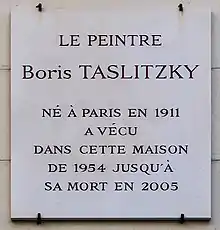 LE PEINTRE
Boris TASLITZKY
NÉ À PARIS EN 1911
A VÉCU
DANS CETTE MAISON
DE 1954 JUSQU'À
SA MORT EN 2005